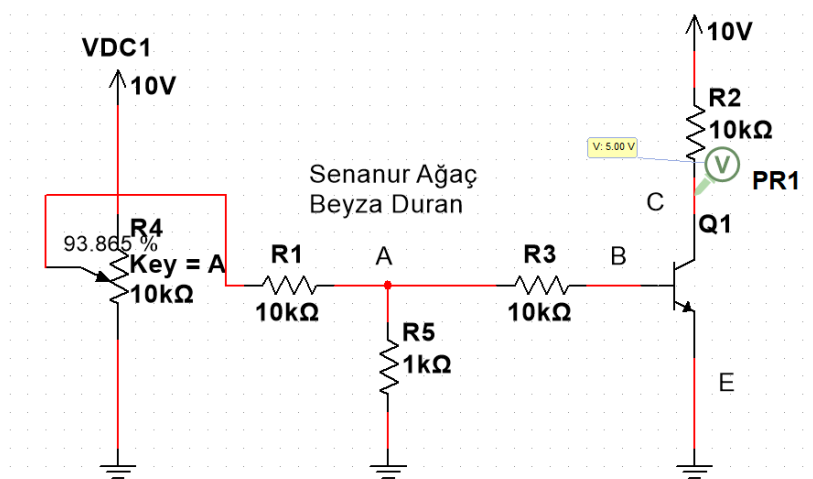 VDC1
10V
10V
R2
10kΩ
V: 5.00 V
V
PR1
Senanur Ağaç
Beyza Duran
C
Q1
R4
93.865 %
Key = A
10kΩ
R1
10kΩ
A
R3
10kΩ
B
R5
1kΩ
E